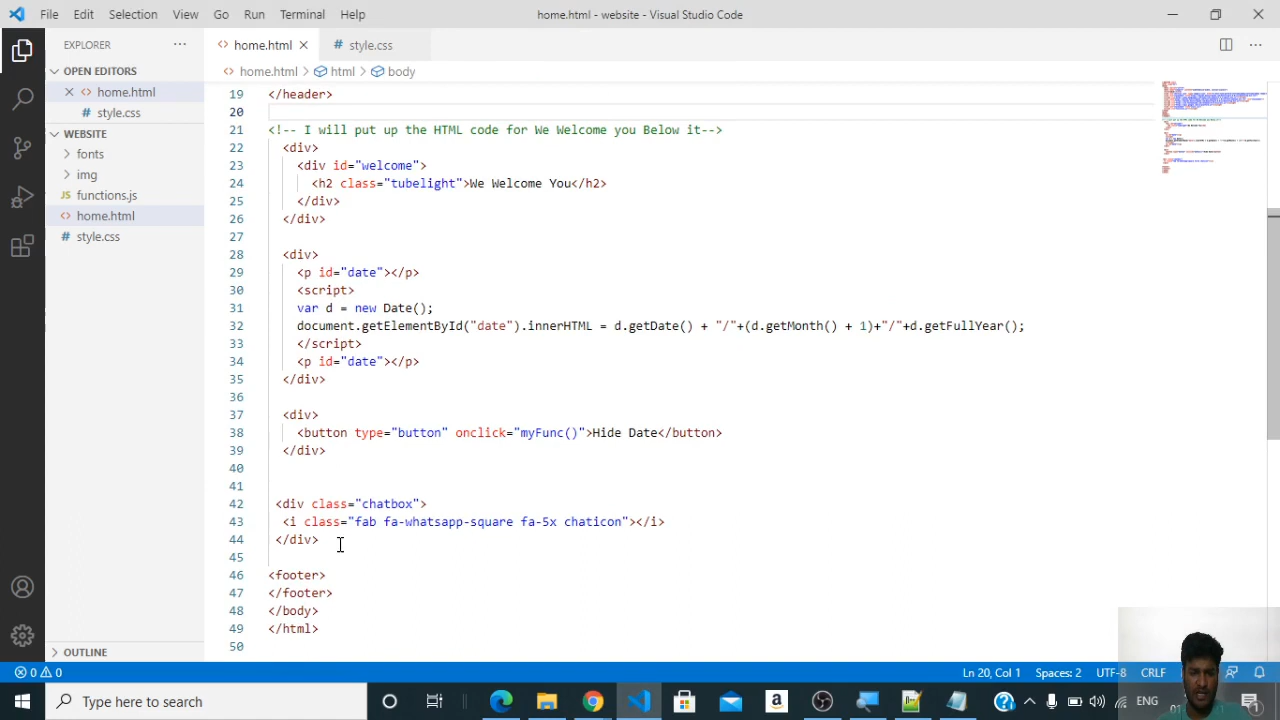 File Edit Selection View Go Run Terminal Help home.html - website - Visual Studio Code
EXPLORER ··· home.html style.css
OPEN EDITORS
home.html > html > body
home.html
style.css
WEBSITE
fonts
img
functions.js
home.html
style.css
19 </header>
20
21 <!-- I will put up the HTML code for We Welcome you Below it-->
22 <div>
23 <div id="welcome">
24 <h2 class="tubelight">We Welcome You</h2>
25 </div>
26 </div>
27
28 <div>
29 <p id="date"></p>
30 <script>
31 var d = new Date();
32 document.getElementById("date").innerHTML = d.getDate() + "/"+(d.getMonth() + 1)+"/"+d.getFullYear();
33 </script>
34 <p id="date"></p>
35 </div>
36
37 <div>
38 <button type="button" onclick="myFunc()">Hide Date</button>
39 </div>
40
41
42 <div class="chatbox">
43 <i class="fab fa-whatsapp-square fa-5x chaticon"></i>
44 </div>
45
46 <footer>
47 </footer>
48 </body>
49 </html>
50
OUTLINE
0 0 Ln 20, Col 1 Spaces: 2 UTF-8 CRLF
Type here to search ENG